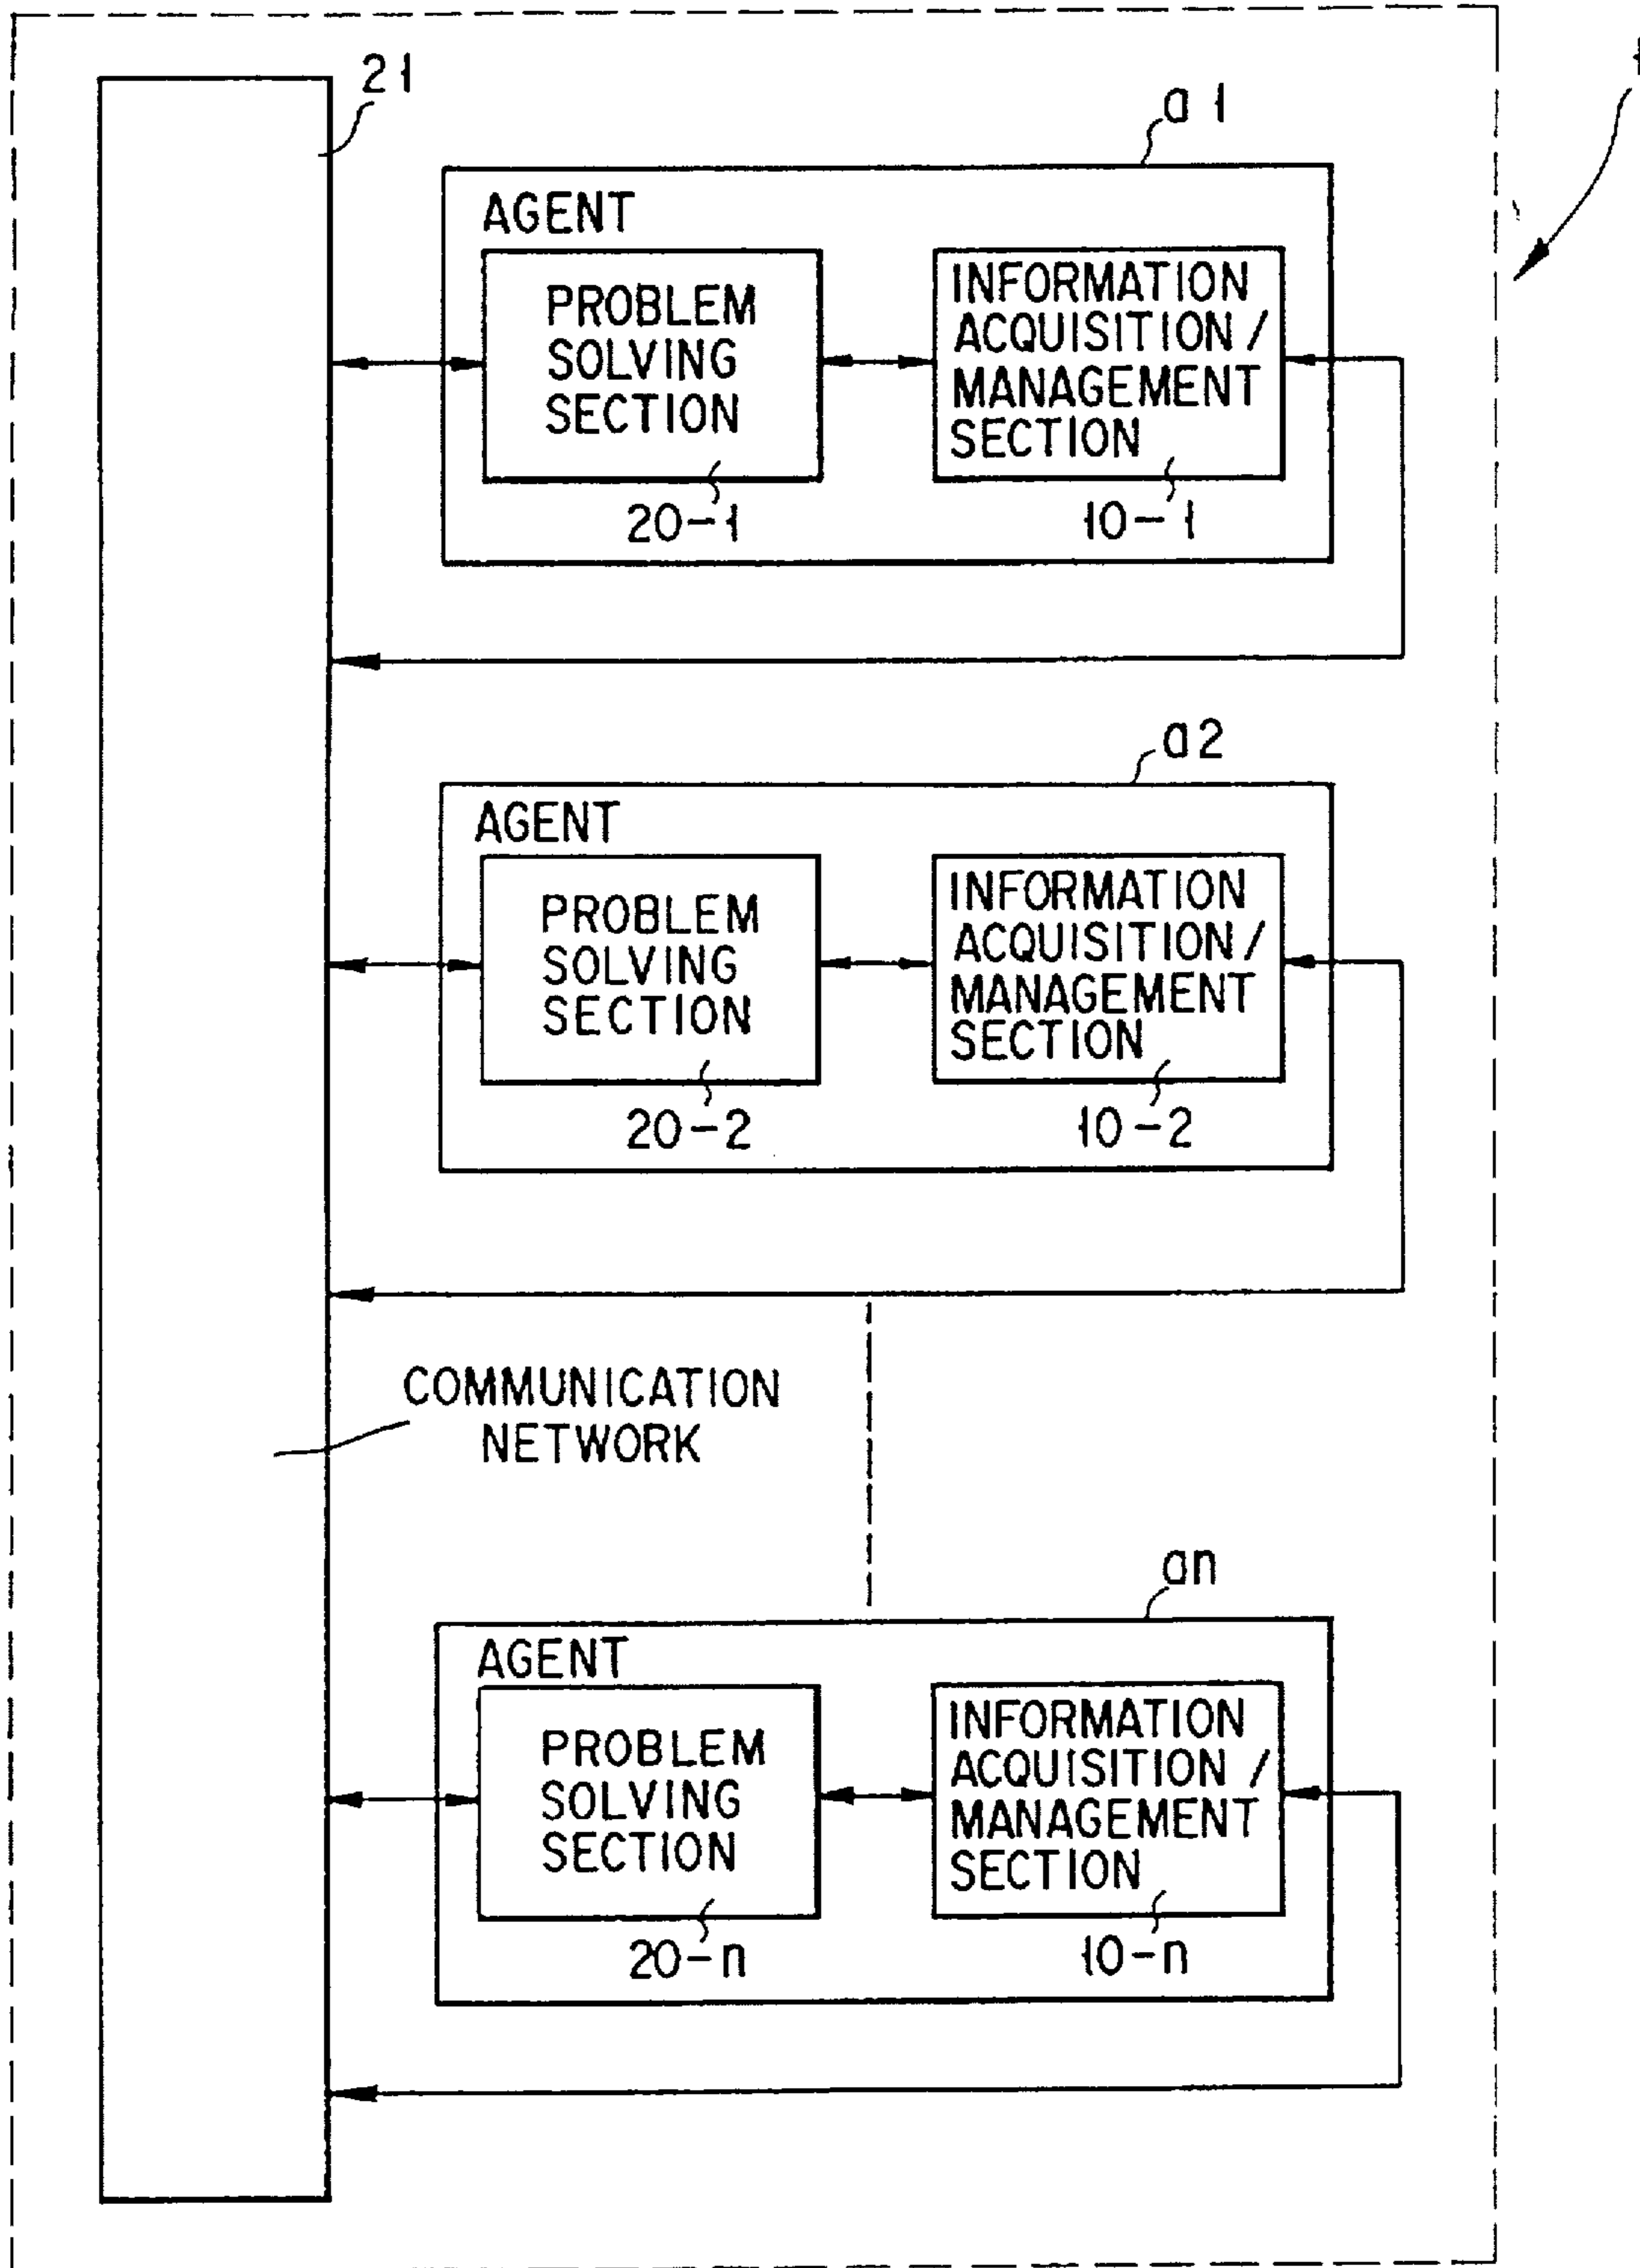 1
21
a1
AGENT
PROBLEM
SOLVING
SECTION
INFORMATION
ACQUISITION/
MANAGEMENT
SECTION
20-1
10-1
a2
AGENT
PROBLEM
SOLVING
SECTION
INFORMATION
ACQUISITION/
MANAGEMENT
SECTION
20-2
10-2
COMMUNICATION
NETWORK
an
AGENT
PROBLEM
SOLVING
SECTION
INFORMATION
ACQUISITION/
MANAGEMENT
SECTION
20-n
10-n